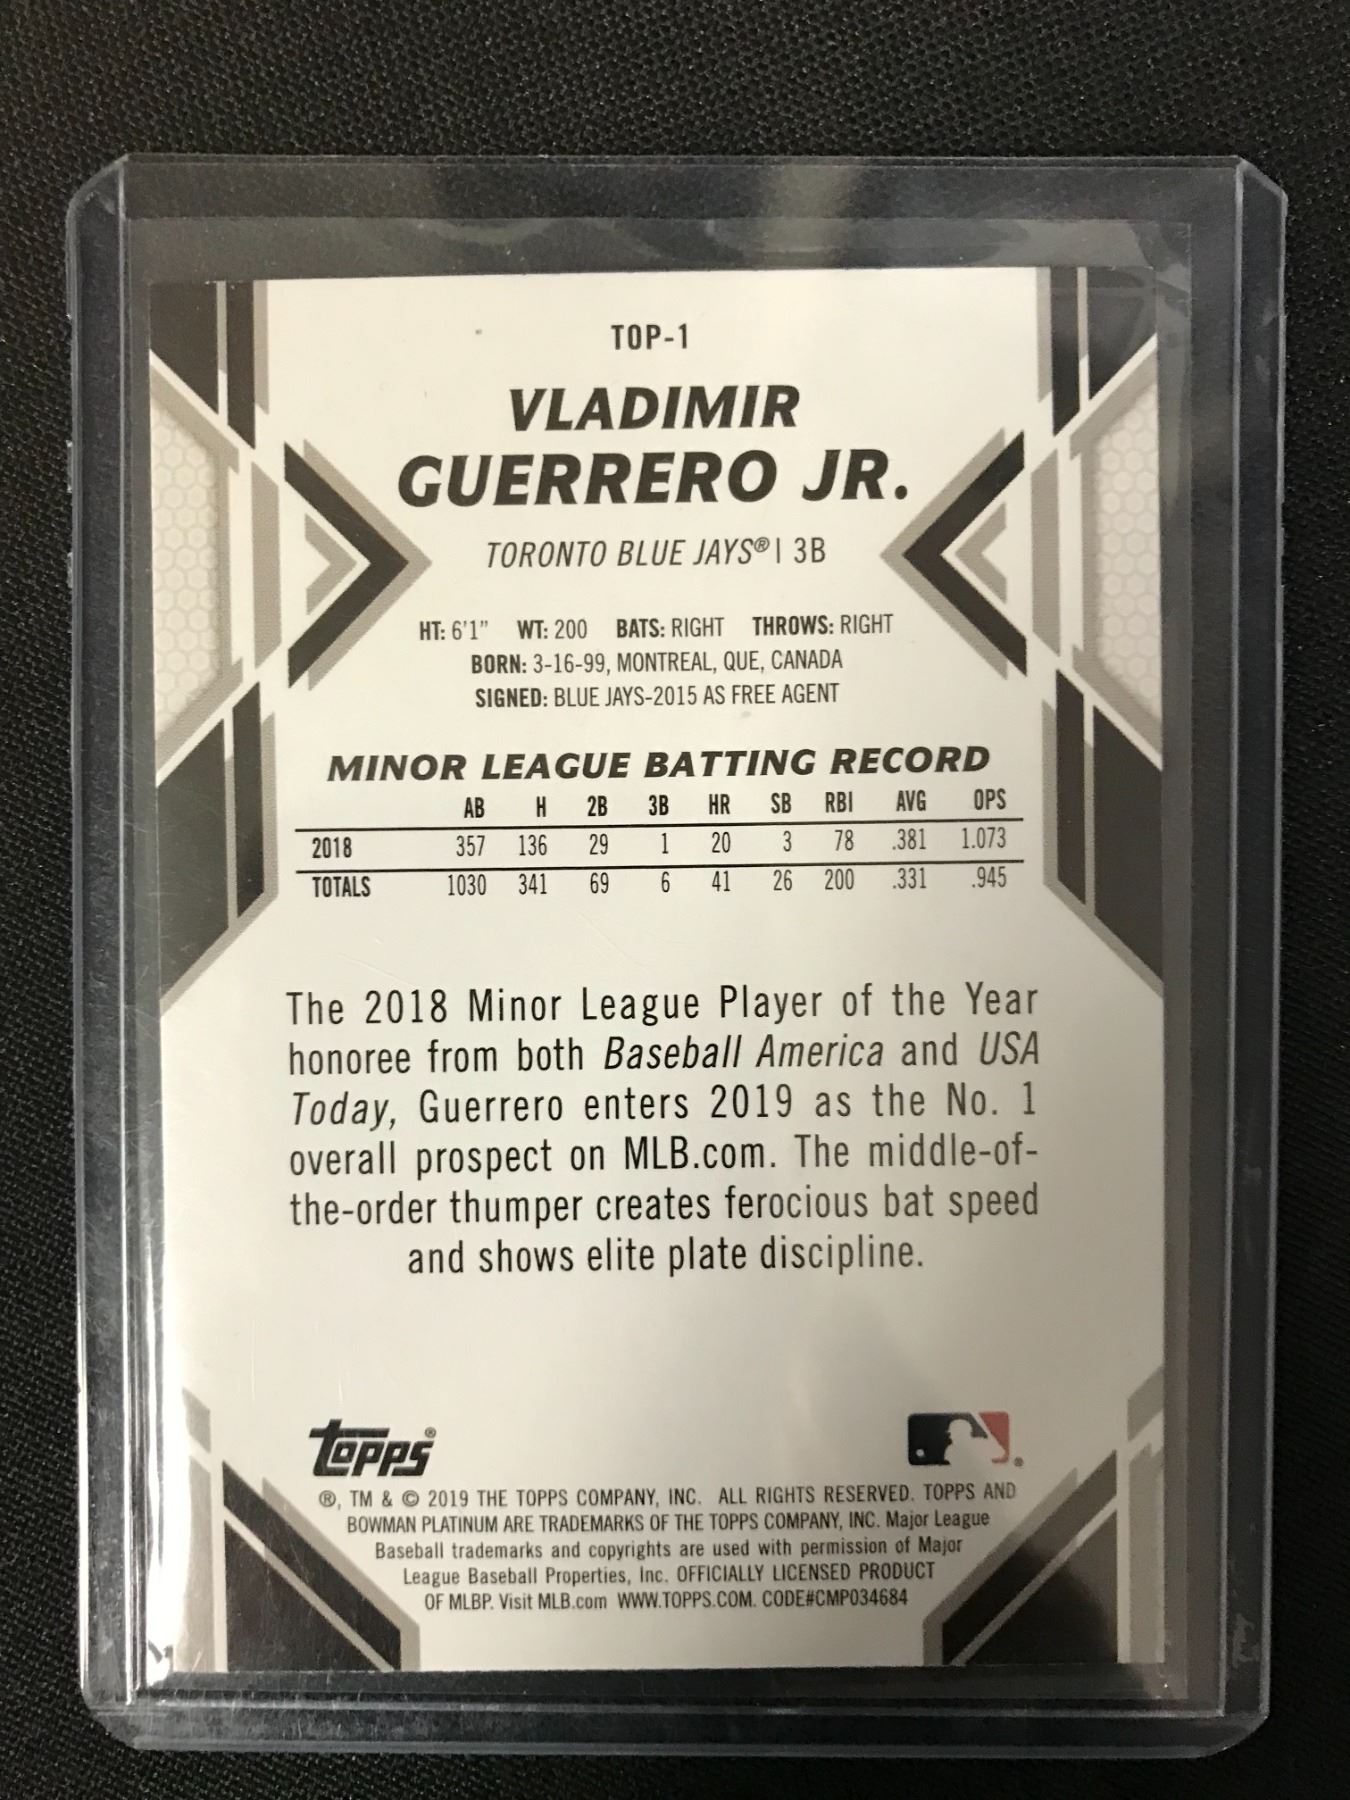 TOP-1
VLADIMIR
GUERRERO JR.
TORONTO BLUE JAYS® | 3B
HT: 6'1" WT: 200 BATS: RIGHT THROWS: RIGHT
BORN: 3-16-99, MONTREAL, QUE, CANADA
SIGNED: BLUE JAYS-2015 AS FREE AGENT
MINOR LEAGUE BATTING RECORD
AB H 2B 3B HR SB RBI AVG OPS
2018 357 136 29 1 20 3 78 .381 1.073
TOTALS 1030 341 69 6 41 26 200 .331 .945
The 2018 Minor League Player of the Year
honoree from both Baseball America and USA
Today, Guerrero enters 2019 as the No. 1
overall prospect on MLB.com. The middle-of-
the-order thumper creates ferocious bat speed
and shows elite plate discipline.
Topps®
®, TM & © 2019 THE TOPPS COMPANY, INC. ALL RIGHTS RESERVED. TOPPS AND
BOWMAN PLATINUM ARE TRADEMARKS OF THE TOPPS COMPANY, INC. Major League
Baseball trademarks and copyrights are used with permission of Major
League Baseball Properties, Inc. OFFICIALLY LICENSED PRODUCT
OF MLBP. Visit MLB.com WWW.TOPPS.COM. CODE#CMP034684